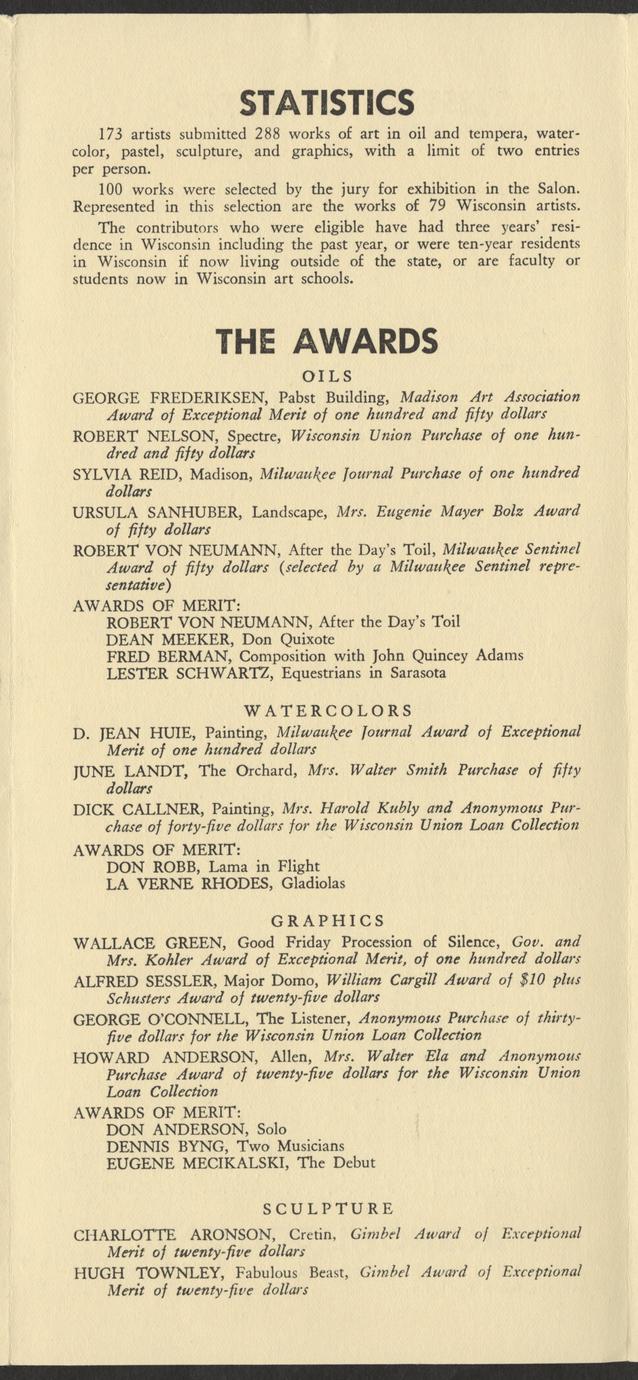 STATISTICS
173 artists submitted 288 works of art in oil and tempera, water-
color, pastel, sculpture, and graphics, with a limit of two entries
per person.
100 works were selected by the jury for exhibition in the Salon.
Represented in this selection are the works of 79 Wisconsin artists.
The contributors who were eligible have had three years' resi-
dence in Wisconsin including the past year, or were ten-year residents
in Wisconsin if now living outside of the state, or are faculty or
students now in Wisconsin art schools.
THE AWARDS
OILS
GEORGE FREDERIKSEN, Pabst Building, Madison Art Association
Award of Exceptional Merit of one hundred and fifty dollars
ROBERT NELSON, Spectre, Wisconsin Union Purchase of one hun-
dred and fifty dollars
SYLVIA REID, Madison, Milwaukee Journal Purchase of one hundred
dollars
URSULA SANHUBER, Landscape, Mrs. Eugenie Mayer Bolz Award
of fifty dollars
ROBERT VON NEUMANN, After the Day's Toil, Milwaukee Sentinel
Award of fifty dollars (selected by a Milwaukee Sentinel repre-
sentative)
AWARDS OF MERIT:
ROBERT VON NEUMANN, After the Day's Toil
DEAN MEEKER, Don Quixote
FRED BERMAN, Composition with John Quincey Adams
LESTER SCHWARTZ, Equestrians in Sarasota
WATERCOLORS
D. JEAN HUIE, Painting, Milwaukee Journal Award of Exceptional
Merit of one hundred dollars
JUNE LANDT, The Orchard, Mrs. Walter Smith Purchase of fifty
dollars
DICK CALLNER, Painting, Mrs. Harold Kubly and Anonymous Pur-
chase of forty-five dollars for the Wisconsin Union Loan Collection
AWARDS OF MERIT:
DON ROBB, Lama in Flight
LA VERNE RHODES, Gladiolas
GRAPHICS
WALLACE GREEN, Good Friday Procession of Silence, Gov. and
Mrs. Kohler Award of Exceptional Merit, of one hundred dollars
ALFRED SESSLER, Major Domo, William Cargill Award of $10 plus
Schusters Award of twenty-five dollars
GEORGE O'CONNELL, The Listener, Anonymous Purchase of thirty-
five dollars for the Wisconsin Union Loan Collection
HOWARD ANDERSON, Allen, Mrs. Walter Ela and Anonymous
Purchase Award of twenty-five dollars for the Wisconsin Union
Loan Collection
AWARDS OF MERIT:
DON ANDERSON, Solo
DENNIS BYNG, Two Musicians
EUGENE MECIKALSKI, The Debut
SCULPTURE
CHARLOTTE ARONSON, Cretin, Gimbel Award of Exceptional
Merit of twenty-five dollars
HUGH TOWNLEY, Fabulous Beast, Gimbel Award of Exceptional
Merit of twenty-five dollars